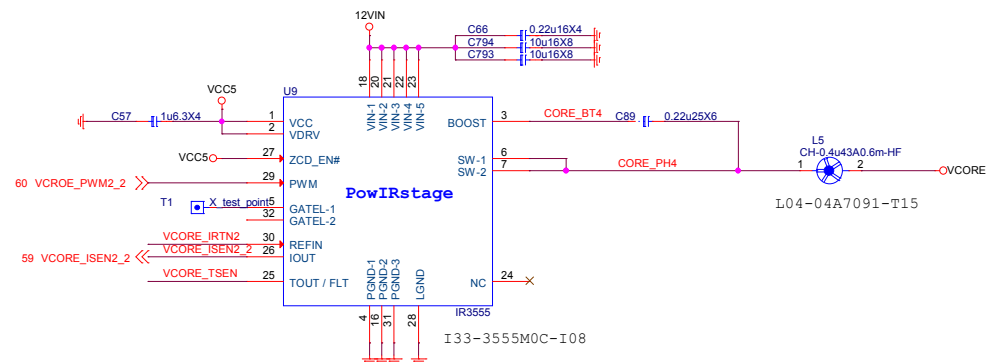 12VIN
C66 0.22u16X4
C794 10u16X8
C793 10u16X8
18 20 21 22 23
VCC5
U9
C57 1u6.3X4
1 VCC
2 VDRV
VIN-1 VIN-2 VIN-3 VIN-4 VIN-5
BOOST 3 CORE_BT4 C89 0.22u25X6
VCC5 27 ZCD_EN#
SW-1 6
SW-2 7 CORE_PH4
L5
CH-0.4u43A0.6m-HF
1 2 VCORE
L04-04A7091-T15
60 VCROE_PWM2_2 29 PWM
PowIRstage
T1 X_test_point 5 GATEL-1
32 GATEL-2
VCORE_IRTN2 30 REFIN
59 VCORE_ISEN2_2 VCORE_ISEN2_2 26 IOUT
VCORE_TSEN 25 TOUT / FLT
PGND-1 PGND-2 PGND-3 LGND
NC 24
IR3555
4 16 31 28
I33-3555M0C-I08